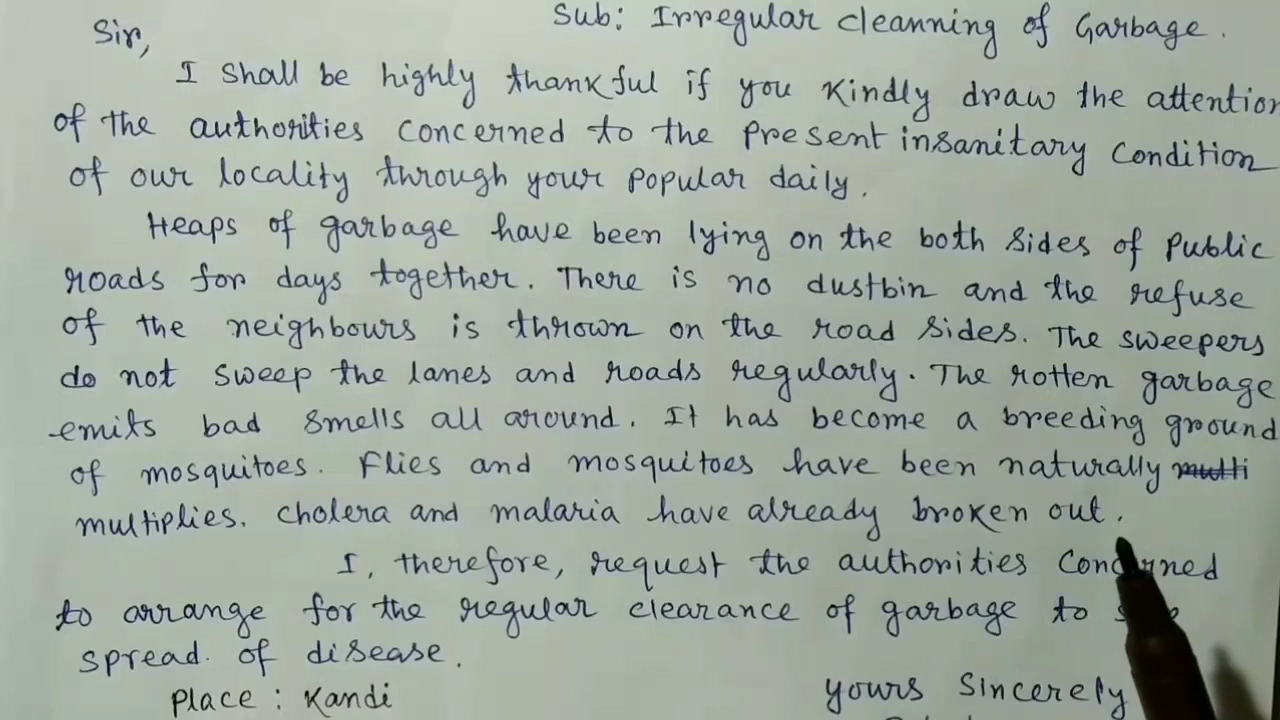 Sub: Irregular cleanning of Garbage.
Sir,
I shall be highly thankful if you kindly draw the attention
of the authorities concerned to the present insanitary condition
of our locality through your popular daily.
Heaps of garbage have been lying on the both sides of public
roads for days together. There is no dustbin and the refuse
of the neighbours is thrown on the road sides. The sweepers
do not sweep the lanes and roads regularly. The rotten garbage
emits bad smells all around. It has become a breeding ground
of mosquitoes. Flies and mosquitoes have been naturally multi
multiplies. cholera and malaria have already broken out.
I, therefore, request the authorities concerned
to arrange for the regular clearance of garbage to
spread of disease.
Place: Kandi
yours sincerely